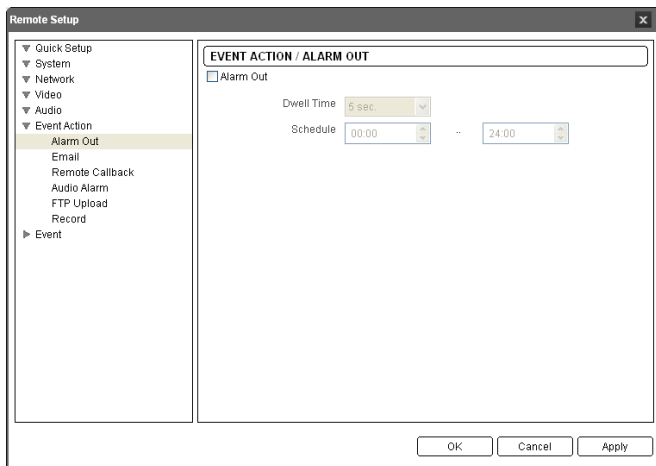 Remote Setup
Quick Setup
System
Network
Video
Audio
Event Action
Alarm Out
Email
Remote Callback
Audio Alarm
FTP Upload
Record
Event
EVENT ACTION / ALARM OUT
Alarm Out
Dwell Time 5 sec.
Schedule 00:00 .. 24:00
OK Cancel Apply